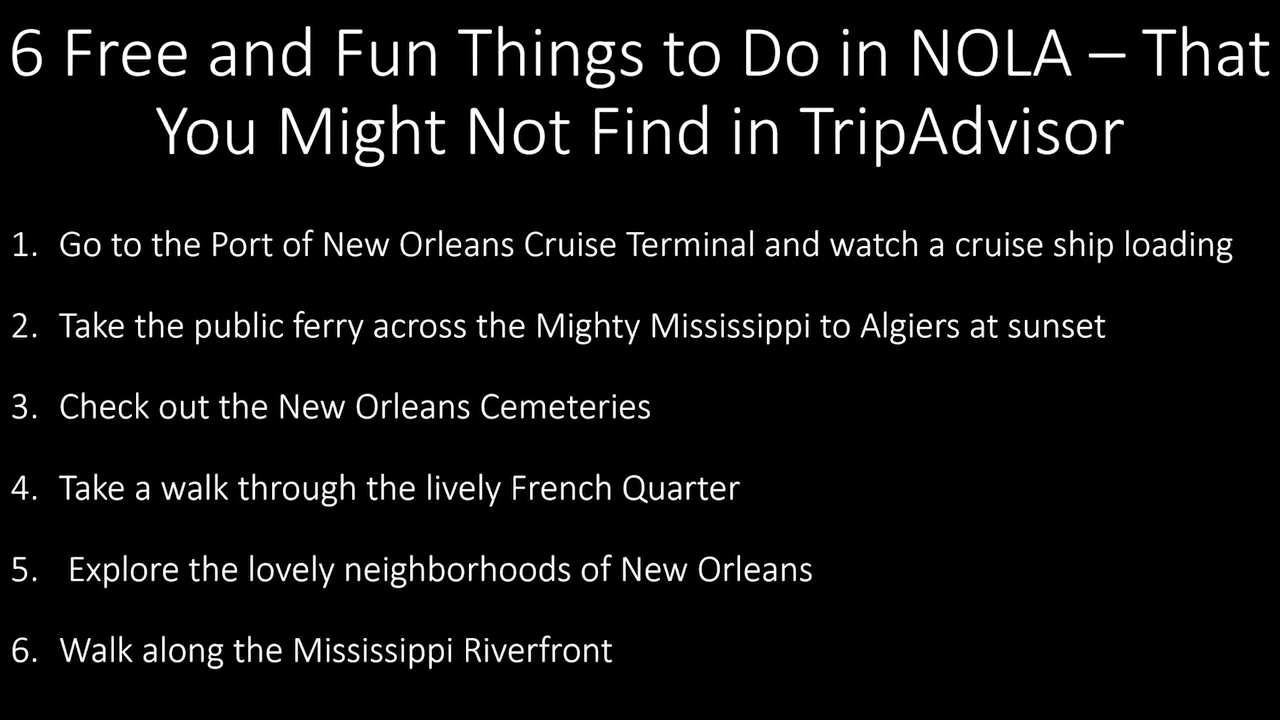 6 Free and Fun Things to Do in NOLA – That
You Might Not Find in TripAdvisor
1. Go to the Port of New Orleans Cruise Terminal and watch a cruise ship loading
2. Take the public ferry across the Mighty Mississippi to Algiers at sunset
3. Check out the New Orleans Cemeteries
4. Take a walk through the lively French Quarter
5. Explore the lovely neighborhoods of New Orleans
6. Walk along the Mississippi Riverfront